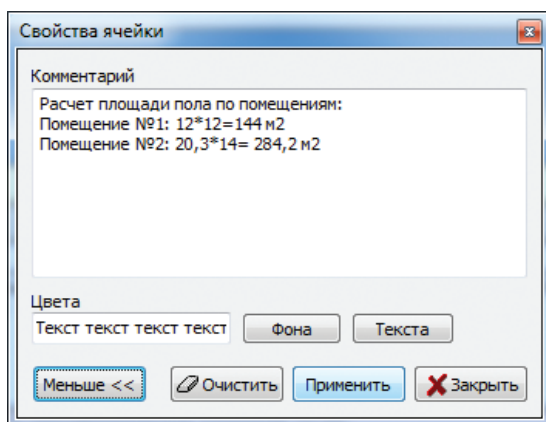 Свойства ячейки
Комментарий
Расчет площади пола по помещениям:
Помещение №1: 12*12=144 м2
Помещение №2: 20,3*14= 284,2 м2
Цвета
Текст текст текст текст
Фона
Текста
Меньше <<
Очистить
Применить
Закрыть